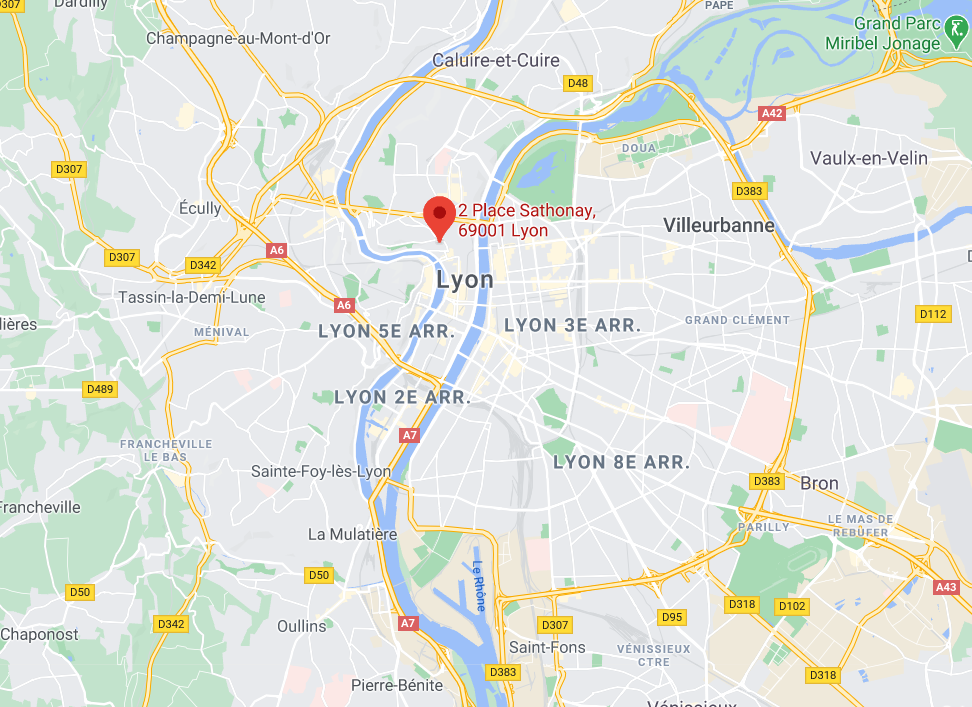 D307
Dardilly
PAPE
Grand Parc
Miribel Jonage
Champagne-au-Mont-d'Or
Caluire-et-Cuire
D48
A42
DOUA
Vaulx-en-Velin
D307
D383
Écully
2 Place Sathonay,
69001 Lyon
Villeurbanne
A6
D307
D342
Lyon
Tassin-la-Demi-Lune
A6
D112
lières
MÉNIVAL
LYON 5E ARR.
LYON 3E ARR.
GRAND CLÉMENT
D489
LYON 2E ARR.
A7
FRANCHEVILLE
LE BAS
LYON 8E ARR.
Sainte-Foy-lès-Lyon
D383
Bron
Francheville
LE MAS DE
REBUFER
PARILLY
La Mulatière
D50
Le Rhône
A43
D50
D318
D102
D95
D342
Oullins
A7
D307
Chaponost
Saint-Fons
VÉNISSIEUX
CTRE
D383
D318
Pierre-Bénite
Vénissieux